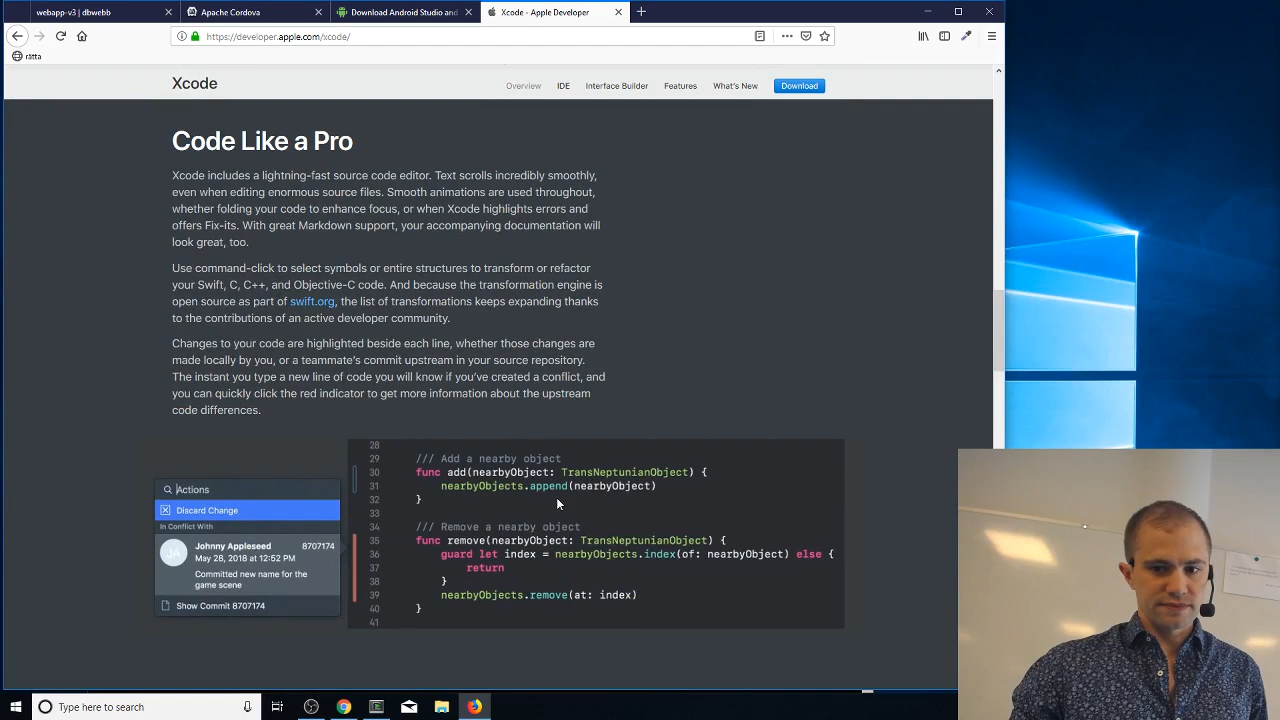 webapp-v3 | dbwebb
Apache Cordova
Download Android Studio and
Xcode - Apple Developer
https://developer.apple.com/xcode/
rätta
Xcode
Overview
IDE
Interface Builder
Features
What's New
Download
Code Like a Pro
Xcode includes a lightning-fast source code editor. Text scrolls incredibly smoothly,
even when editing enormous source files. Smooth animations are used throughout,
whether folding your code to enhance focus, or when Xcode highlights errors and
offers Fix-its. With great Markdown support, your accompanying documentation will
look great, too.
Use command-click to select symbols or entire structures to transform or refactor
your Swift, C, C++, and Objective-C code. And because the transformation engine is
open source as part of swift.org, the list of transformations keeps expanding thanks
to the contributions of an active developer community.
Changes to your code are highlighted beside each line, whether those changes are
made locally by you, or a teammate's commit upstream in your source repository.
The instant you type a new line of code you will know if you've created a conflict, and
you can quickly click the red indicator to get more information about the upstream
code differences.
Actions
Discard Change
In Conflict With
JA
Johnny Appleseed 8707174
May 28, 2018 at 12:52 PM
Committed new name for the
game scene
Show Commit 8707174
28
29 /// Add a nearby object
30 func add(nearbyObject: TransNeptunianObject) {
31 nearbyObjects.append(nearbyObject)
32 }
33
34 /// Remove a nearby object
35 func remove(nearbyObject: TransNeptunianObject) {
36 guard let index = nearbyObjects.index(of: nearbyObject) else {
37 return
38 }
39 nearbyObjects.remove(at: index)
40 }
41
Type here to search